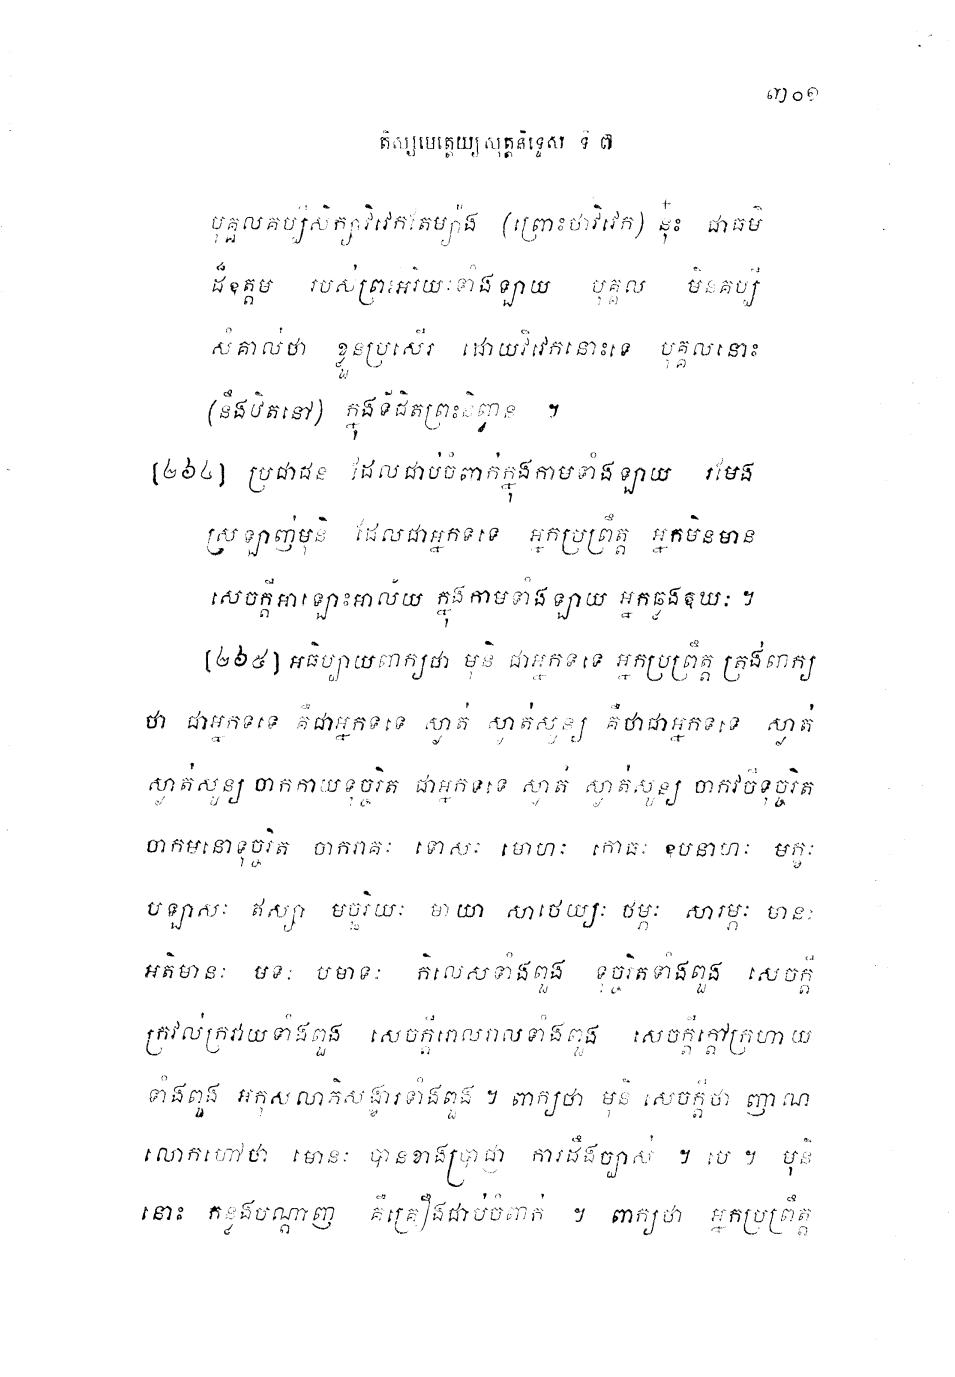 ៣០១
តិស្សមេត្តេយ្យសុត្តនិទ្ទេស ទី ៧
បុគ្គលគប្បីសិក្សាវិវេកតែម្យ៉ាង (ព្រោះថាវិវេក) នុ៎ះ ជាធម៌
ដ៏ឧត្តម របស់ព្រះអរិយៈទាំងឡាយ បុគ្គល មិនគប្បី
សំគាល់ថា ខ្លួនប្រសើរ ដោយវិវេកនោះទេ បុគ្គលនោះ
(នឹងឋិតនៅ) ក្នុងទីជិតព្រះនិព្វាន ។
[២៦៤] ប្រជាជន ដែលជាប់ចំពាក់ក្នុងកាមទាំងឡាយ រមែង
ស្រឡាញ់មុនិ ដែលជាអ្នកទទេ អ្នកប្រព្រឹត្ត អ្នកមិនមាន
សេចក្តីអាឡោះអាល័យ ក្នុងកាមទាំងឡាយ អ្នកឆ្លងឱឃៈ ។
[២៦៥] អធិប្បាយពាក្យថា មុនិ ជាអ្នកទទេ អ្នកប្រព្រឹត្ត ត្រង់ពាក្យ
ថា ជាអ្នកទទេ គឺជាអ្នកទទេ ស្ងាត់ ស្ងាត់សូន្យ គឺថាជាអ្នកទទេ ស្ងាត់
ស្ងាត់សូន្យ ចាកកាយទុច្ចរិត ជាអ្នកទទេ ស្ងាត់ ស្ងាត់សូន្យ ចាកវចីទុច្ចរិត
ចាកមនោទុច្ចរិត ចាករាគៈ ទោសៈ មោហៈ កោធៈ ឧបនាហៈ មក្ខៈ
បឡាសៈ ឥស្សា មច្ឆរិយៈ មាយា សាថេយ្យៈ ថម្ភៈ សារម្ភៈ មានៈ
អតិមានៈ មទៈ បមាទៈ កិលេសទាំងពួង ទុច្ចរិតទាំងពួង សេចក្តី
ក្រវល់ក្រវាយទាំងពួង សេចក្តីរោលរាលទាំងពួង សេចក្តីក្តៅក្រហាយ
ទាំងពួង អកុសលាភិសង្ខារទាំងពួង ។ ពាក្យថា មុនិ សេចក្តីថា ញាណ
លោកហៅថា មោនៈ បានខាងប្រាជ្ញា ការដឹងច្បាស់ ។ បេ ។ មុនិ
នោះ កន្លងបណ្តាញ គឺគ្រឿងជាប់ចំពាក់ ។ ពាក្យថា អ្នកប្រព្រឹត្ត